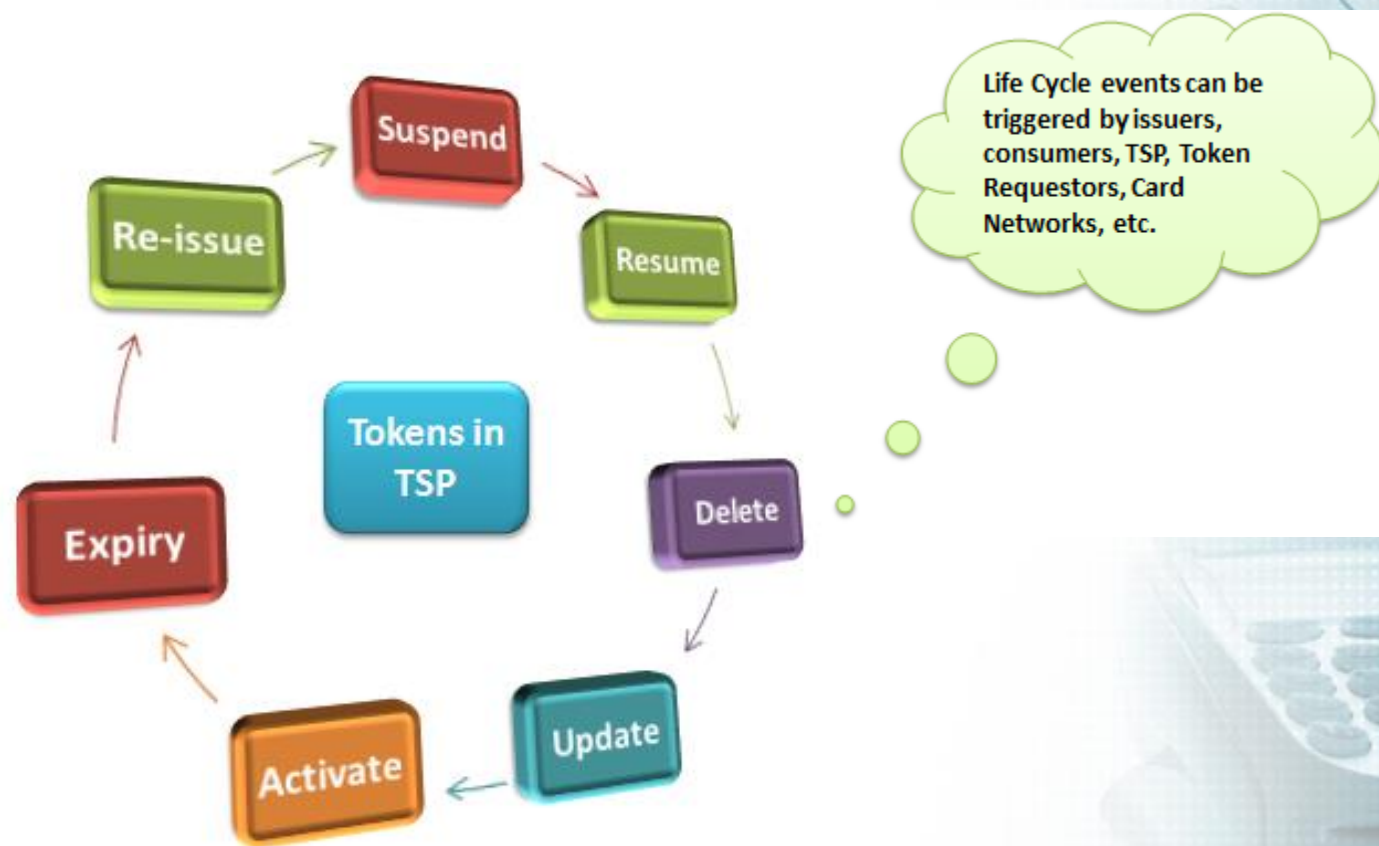 Suspend
Resume
Delete
Update
Activate
Expiry
Re-issue
Tokens in
TSP
Life Cycle events can be
triggered by issuers,
consumers, TSP, Token
Requestors, Card
Networks, etc.